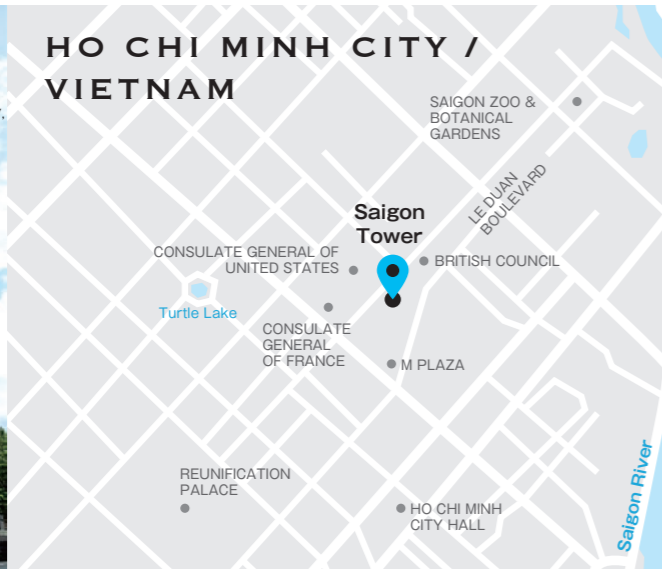 HO CHI MINH CITY /
VIETNAM
SAIGON ZOO &
BOTANICAL
GARDENS
LE DUAN
BOULEVARD
Saigon
Tower
CONSULATE GENERAL OF
UNITED STATES
BRITISH COUNCIL
Turtle Lake
CONSULATE
GENERAL
OF FRANCE
M PLAZA
REUNIFICATION
PALACE
HO CHI MINH
CITY HALL
Saigon River